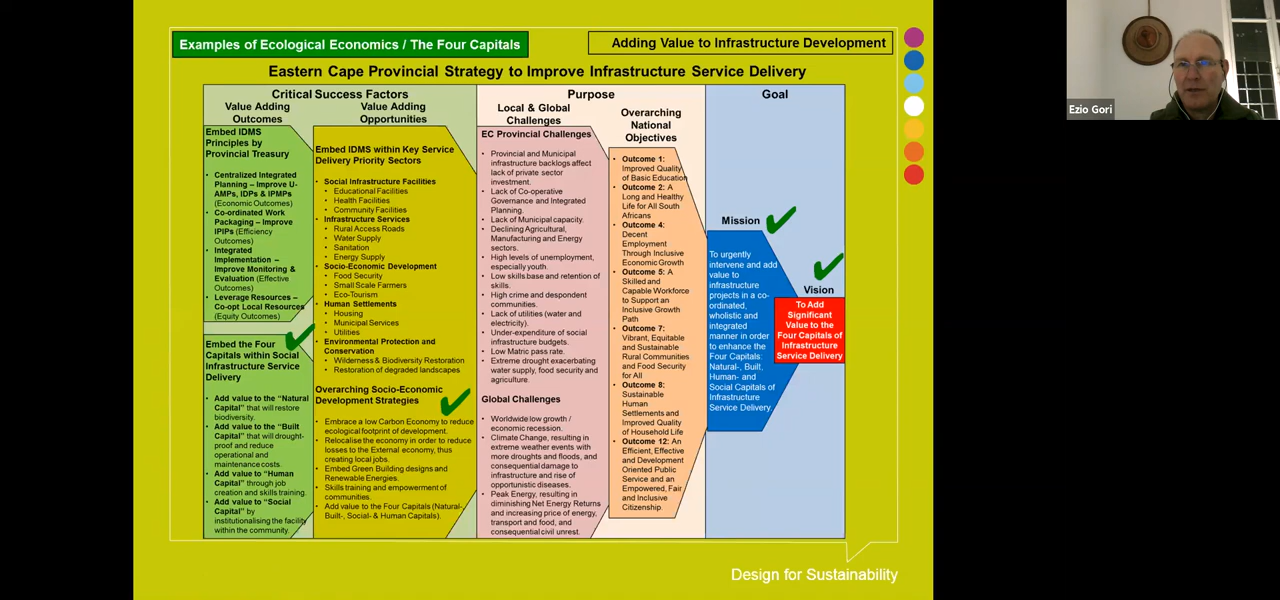 Examples of Ecological Economics / The Four Capitals
Adding Value to Infrastructure Development
Eastern Cape Provincial Strategy to Improve Infrastructure Service Delivery
Critical Success Factors
Value Adding
Outcomes
Embed IDMS
Principles by
Provincial Treasury
• Centralized Integrated
Planning – Improve U-
AMPs, IDPs & IPMPs
(Economic Outcomes)
• Co-ordinated Work
Packaging – Improve
IPIPs (Efficiency
Outcomes)
• Integrated
Implementation –
Improve Monitoring &
Evaluation (Effective
Outcomes)
• Leverage Resources –
Co-opt Local Resources
(Equity Outcomes)
Embed the Four
Capitals within Social
Infrastructure Service
Delivery
• Add value to the "Natural
Capital" that will restore
biodiversity.
• Add value to the "Built
Capital" that will drought-
proof and reduce
operational and
maintenance costs.
• Add value to "Human
Capital" through job
creation and skills training.
• Add value to "Social
Capital" by
institutionalising the facility
within the community.
Value Adding
Opportunities
Embed IDMS within Key Service
Delivery Priority Sectors
• Social Infrastructure Facilities
• Educational Facilities
• Health Facilities
• Community Facilities
• Infrastructure Services
• Rural Access Roads
• Water Supply
• Sanitation
• Energy Supply
• Socio-Economic Development
• Food Security
• Small Scale Farmers
• Eco-Tourism
• Human Settlements
• Housing
• Municipal Services
• Utilities
• Environmental Protection and
Conservation
• Wilderness & Biodiversity Restoration
• Restoration of degraded landscapes
Overarching Socio-Economic
Development Strategies
• Embrace a low Carbon Economy to reduce
ecological footprint of development.
• Relocalise the economy in order to reduce
losses to the External economy, thus
creating local jobs.
• Embed Green Building designs and
Renewable Energies.
• Skills training and empowerment of
communities.
• Add value to the Four Capitals (Natural-
Built-, Social- & Human Capitals).
Purpose
Local & Global
Challenges
EC Provincial Challenges
• Provincial and Municipal
infrastructure backlogs affect
lack of private sector
investment.
• Lack of Co-operative
Governance and Integrated
Planning.
• Lack of Municipal capacity.
• Declining Agricultural,
Manufacturing and Energy
sectors.
• High levels of unemployment,
especially youth.
• Low skills base and retention of
skills.
• High crime and despondent
communities.
• Lack of utilities (water and
electricity).
• Under-expenditure of social
infrastructure budgets.
• Low Matric pass rate.
• Extreme drought exacerbating
water supply, food security and
agriculture.
Global Challenges
• Worldwide low growth /
economic recession.
• Climate Change, resulting in
extreme weather events with
more droughts and floods, and
consequential damage to
infrastructure and rise of
opportunistic diseases.
• Peak Energy, resulting in
diminishing Net Energy Returns
and increasing price of energy,
transport and food, and
consequential civil unrest.
Overarching
National
Objectives
• Outcome 1:
Improved Quality
of Basic Education
• Outcome 2: A
Long and Healthy
Life for All South
Africans
• Outcome 4:
Decent
Employment
Through Inclusive
Economic Growth
• Outcome 5: A
Skilled and
Capable Workforce
to Support an
Inclusive Growth
Path
• Outcome 7:
Vibrant, Equitable
and Sustainable
Rural Communities
and Food Security
for All
• Outcome 8:
Sustainable
Human
Settlements and
Improved Quality
of Household Life
• Outcome 12: An
Efficient, Effective
and Development
Oriented Public
Service and an
Empowered, Fair
and Inclusive
Citizenship.
Goal
Mission
To urgently
intervene and add
value to
infrastructure
projects in a co-
ordinated,
wholistic and
integrated
manner in order
to enhance the
Four Capitals:
Natural-, Built,
Human- and
Social Capitals of
Infrastructure
Service Delivery.
Vision
To Add
Significant
Value to the
Four Capitals of
Infrastructure
Service Delivery
Design for Sustainability
Ezio Gori